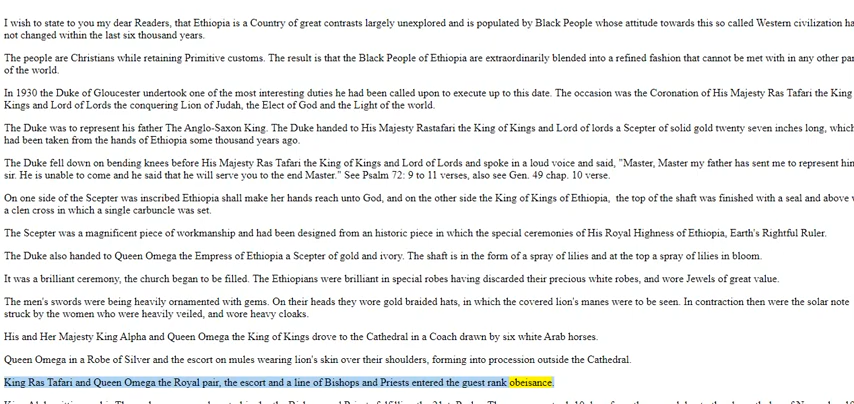 I wish to state to you my dear Readers, that Ethiopia is a Country of great contrasts largely unexplored and is populated by Black People whose attitude towards this so called Western civilization ha
not changed within the last six thousand years.
The people are Christians while retaining Primitive customs. The result is that the Black People of Ethiopia are extraordinarily blended into a refined fashion that cannot be met with in any other par
of the world.
In 1930 the Duke of Gloucester undertook one of the most interesting duties he had been called upon to execute up to this date. The occasion was the Coronation of His Majesty Ras Tafari the King
Kings and Lord of Lords the conquering Lion of Judah, the Elect of God and the Light of the world.
The Duke was to represent his father The Anglo-Saxon King. The Duke handed to His Majesty Rastafari the King of Kings and Lord of lords a Scepter of solid gold twenty seven inches long, which
had been taken from the hands of Ethiopia some thousand years ago.
The Duke fell down on bending knees before His Majesty Ras Tafari the King of Kings and Lord of Lords and spoke in a loud voice and said, "Master, Master my father has sent me to represent him
sir. He is unable to come and he said that he will serve you to the end Master." See Psalm 72: 9 to 11 verses, also see Gen. 49 chap. 10 verse.
On one side of the Scepter was inscribed Ethiopia shall make her hands reach unto God, and on the other side the King of Kings of Ethiopia, the top of the shaft was finished with a seal and above
a clen cross in which a single carbuncle was set.
The Scepter was a magnificent piece of workmanship and had been designed from an historic piece in which the special ceremonies of His Royal Highness of Ethiopia, Earth's Rightful Ruler.
The Duke also handed to Queen Omega the Empress of Ethiopia a Scepter of gold and ivory. The shaft is in the form of a spray of lilies and at the top a spray of lilies in bloom.
It was a brilliant ceremony, the church began to be filled. The Ethiopians were brilliant in special robes having discarded their precious white robes, and wore Jewels of great value.
The men's swords were being heavily ornamented with gems. On their heads they wore gold braided hats, in which the covered lion's manes were to be seen. In contraction then were the solar note
struck by the women who were heavily veiled, and wore heavy cloaks.
His and Her Majesty King Alpha and Queen Omega the King of Kings drove to the Cathedral in a Coach drawn by six white Arab horses.
Queen Omega in a Robe of Silver and the escort on mules wearing lion's skin over their shoulders, forming into procession outside the Cathedral.
King Ras Tafari and Queen Omega the Royal pair, the escort and a line of Bishops and Priests entered the guest rank obeisance.